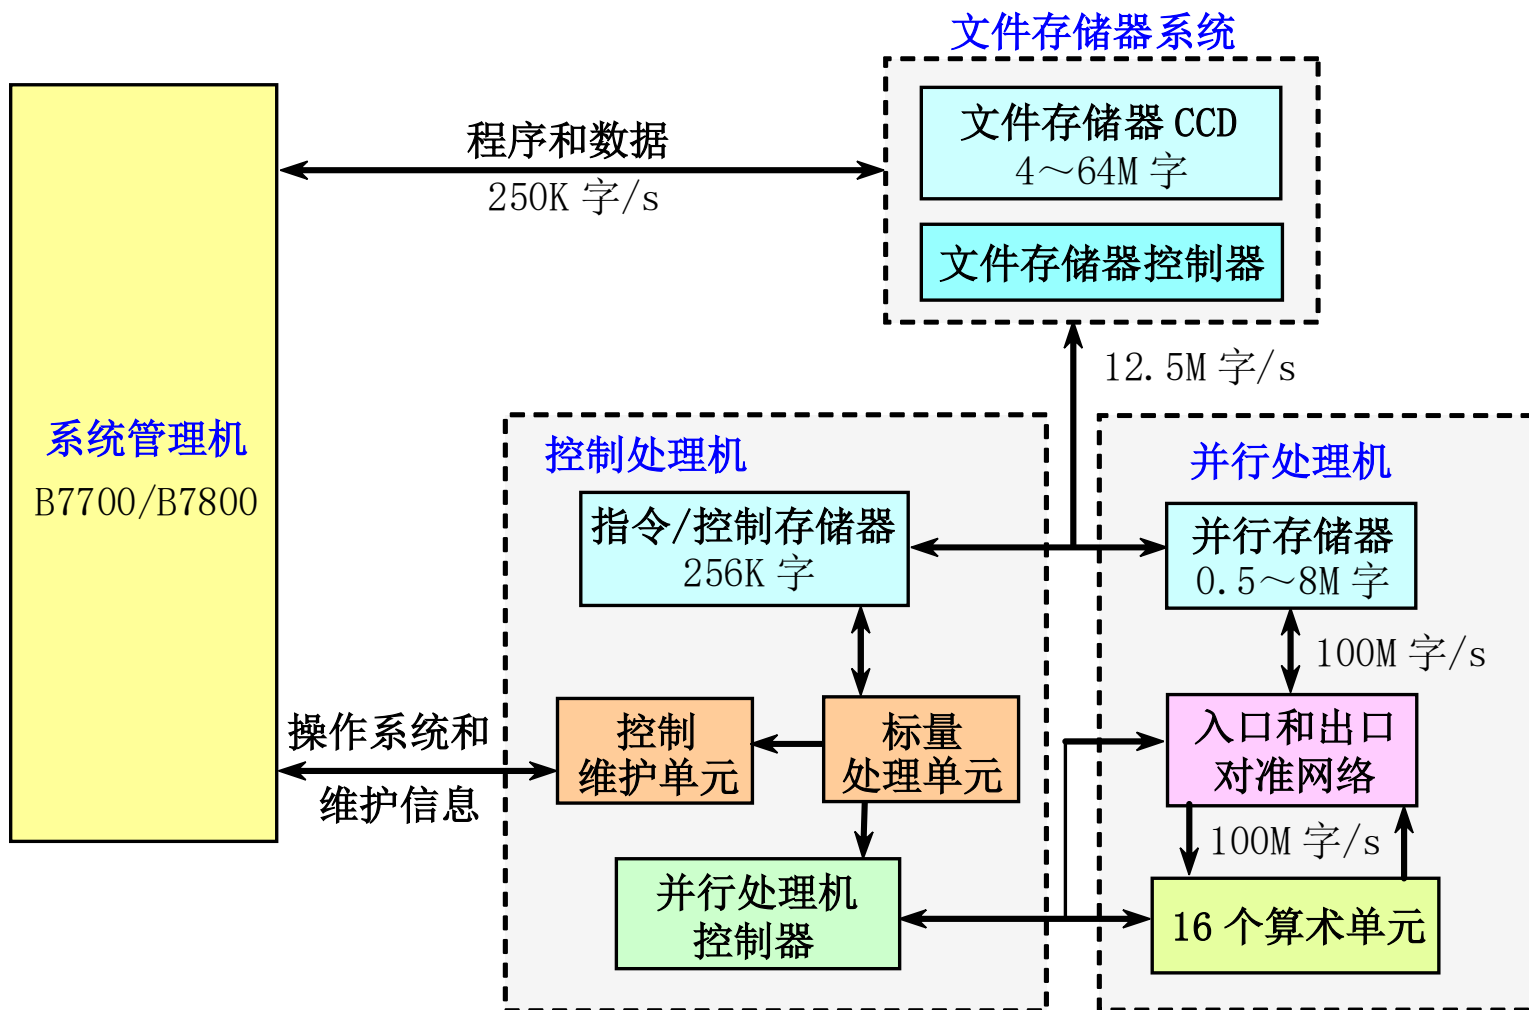 文件存储器系统
文件存储器 CCD
4～64M 字
文件存储器控制器
程序和数据
250K 字/s
12.5M 字/s
系统管理机
B7700/B7800
控制处理机
指令/控制存储器
256K 字
控制
维护单元
标量
处理单元
并行处理机
控制器
操作系统和
维护信息
并行处理机
并行存储器
0.5～8M 字
100M 字/s
入口和出口
对准网络
100M 字/s
16 个算术单元